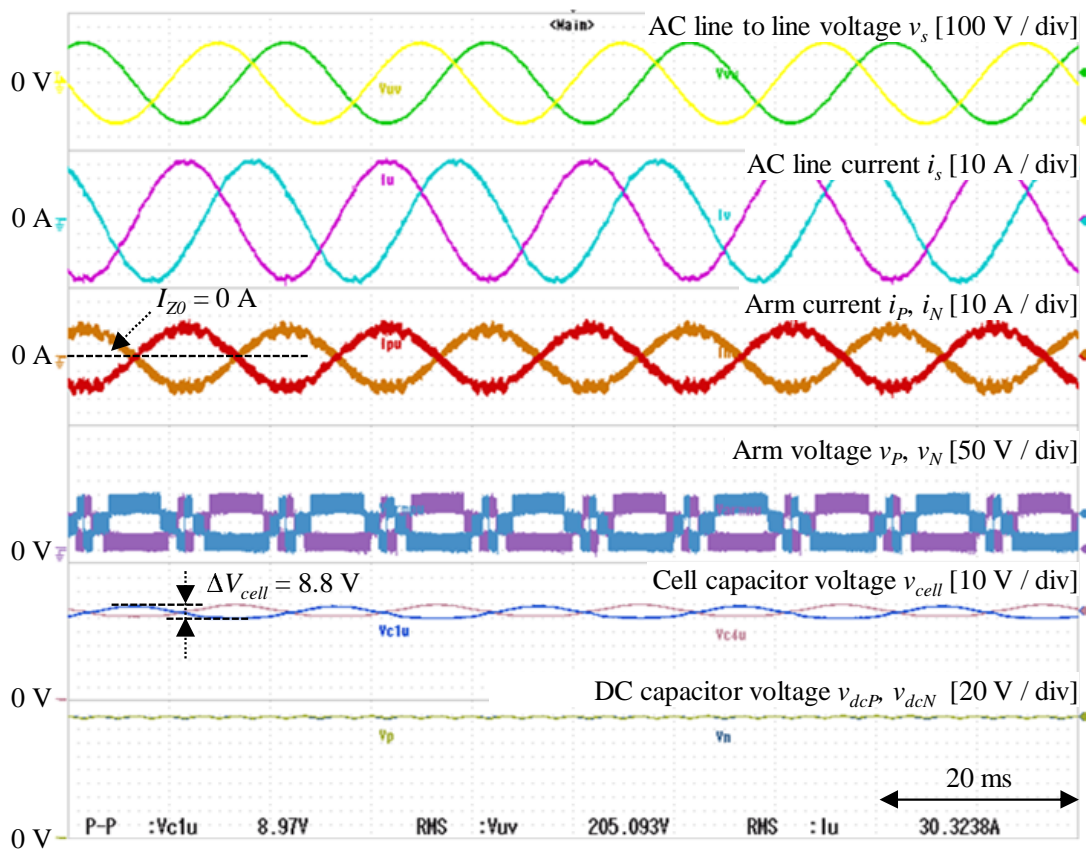 <Main>
AC line to line voltage v_s [100 V / div]
0 V
Vuv
AC line current i_s [10 A / div]
Iu
0 A
Iv
I_Z0 = 0 A
Arm current i_P, i_N [10 A / div]
0 A
Ipu
Arm voltage v_P, v_N [50 V / div]
0 V
ΔV_cell = 8.8 V
Cell capacitor voltage v_cell [10 V / div]
Vc1u
Vc4u
0 V
DC capacitor voltage v_dcP, v_dcN [20 V / div]
Vp
Vn
20 ms
P-P :Vc1u 8.97V RMS :Vuv 205.093V RMS :Iu 30.3238A
0 V